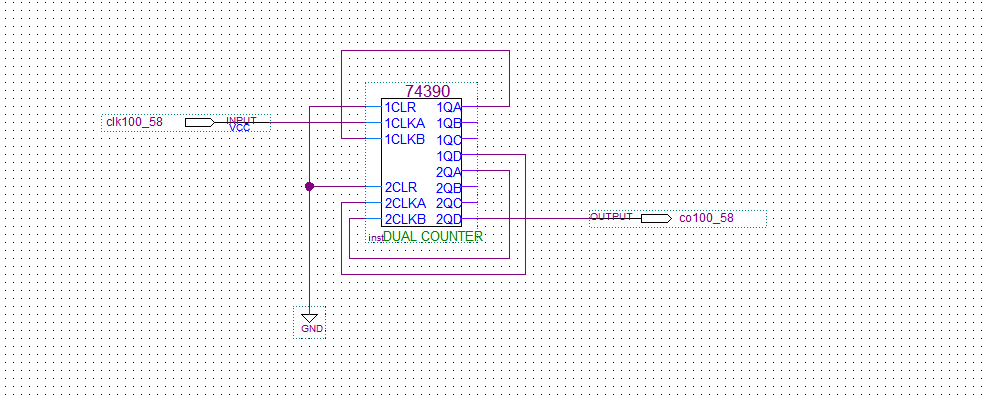 74390
1CLR 1QA
clk100_58 INPUT VCC 1CLKA 1QB
1CLKB 1QC
1QD
2QA
2CLR 2QB
2CLKA 2QC
2CLKB 2QD OUTPUT co100_58
inst DUAL COUNTER
GND